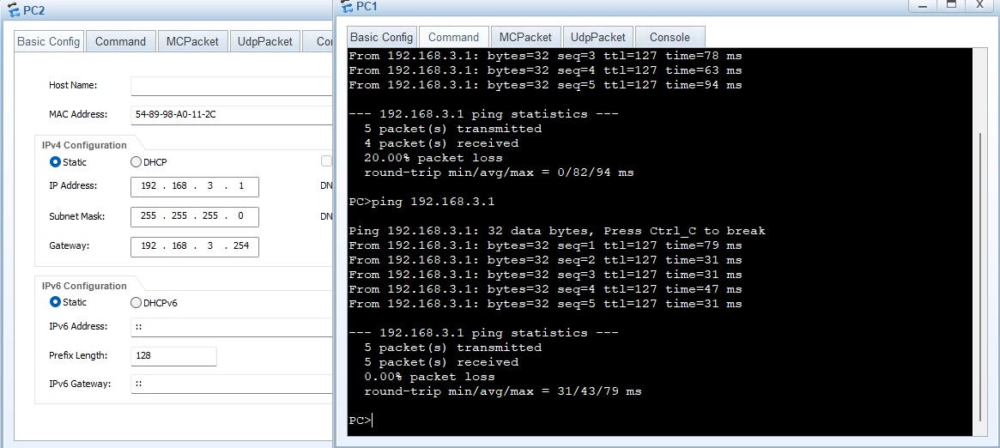 PC2
Basic Config Command MCPacket UdpPacket Co
Host Name:
MAC Address: 54-89-98-A0-11-2C
IPv4 Configuration
Static DHCP
IP Address: 192 . 168 . 3 . 1 DN
Subnet Mask: 255 . 255 . 255 . 0 DN
Gateway: 192 . 168 . 3 . 254
IPv6 Configuration
Static DHCPv6
IPv6 Address: ::
Prefix Length: 128
IPv6 Gateway: ::
PC1
Basic Config Command MCPacket UdpPacket Console
From 192.168.3.1: bytes=32 seq=3 ttl=127 time=78 ms
From 192.168.3.1: bytes=32 seq=4 ttl=127 time=63 ms
From 192.168.3.1: bytes=32 seq=5 ttl=127 time=94 ms
--- 192.168.3.1 ping statistics ---
5 packet(s) transmitted
4 packet(s) received
20.00% packet loss
round-trip min/avg/max = 0/82/94 ms
PC>ping 192.168.3.1
Ping 192.168.3.1: 32 data bytes, Press Ctrl_C to break
From 192.168.3.1: bytes=32 seq=1 ttl=127 time=79 ms
From 192.168.3.1: bytes=32 seq=2 ttl=127 time=31 ms
From 192.168.3.1: bytes=32 seq=3 ttl=127 time=31 ms
From 192.168.3.1: bytes=32 seq=4 ttl=127 time=47 ms
From 192.168.3.1: bytes=32 seq=5 ttl=127 time=31 ms
--- 192.168.3.1 ping statistics ---
5 packet(s) transmitted
5 packet(s) received
0.00% packet loss
round-trip min/avg/max = 31/43/79 ms
PC>